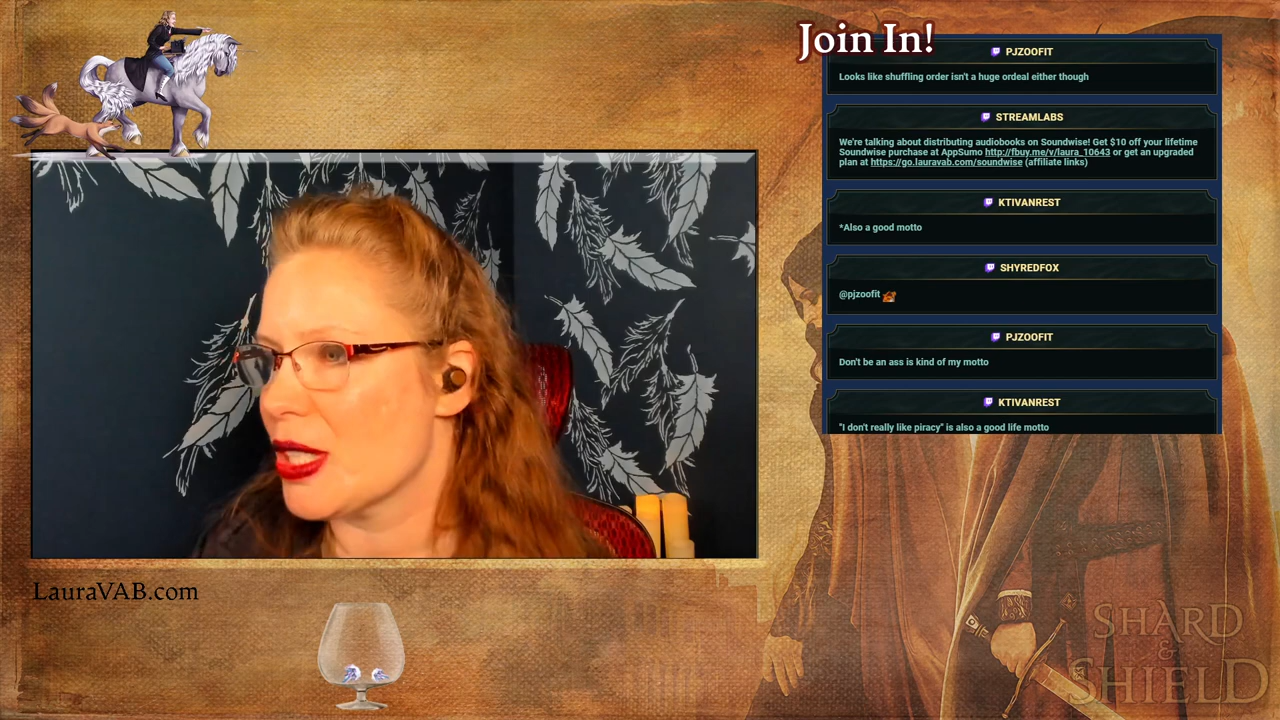 Join In!
PJZOOFIT
Looks like shuffling order isn't a huge ordeal either though
STREAMLABS
We're talking about distributing audiobooks on Soundwise! Get $10 off your lifetime
Soundwise purchase at AppSumo http://fbuy.me/v/laura_10643 or get an upgraded
plan at https://go.lauravab.com/soundwise (affiliate links)
KTIVANREST
*Also a good motto
SHYREDFOX
@pjzoofit
PJZOOFIT
Don't be an ass is kind of my motto
KTIVANREST
"I don't really like piracy" is also a good life motto
LauraVAB.com
SHARD
&
SHIELD